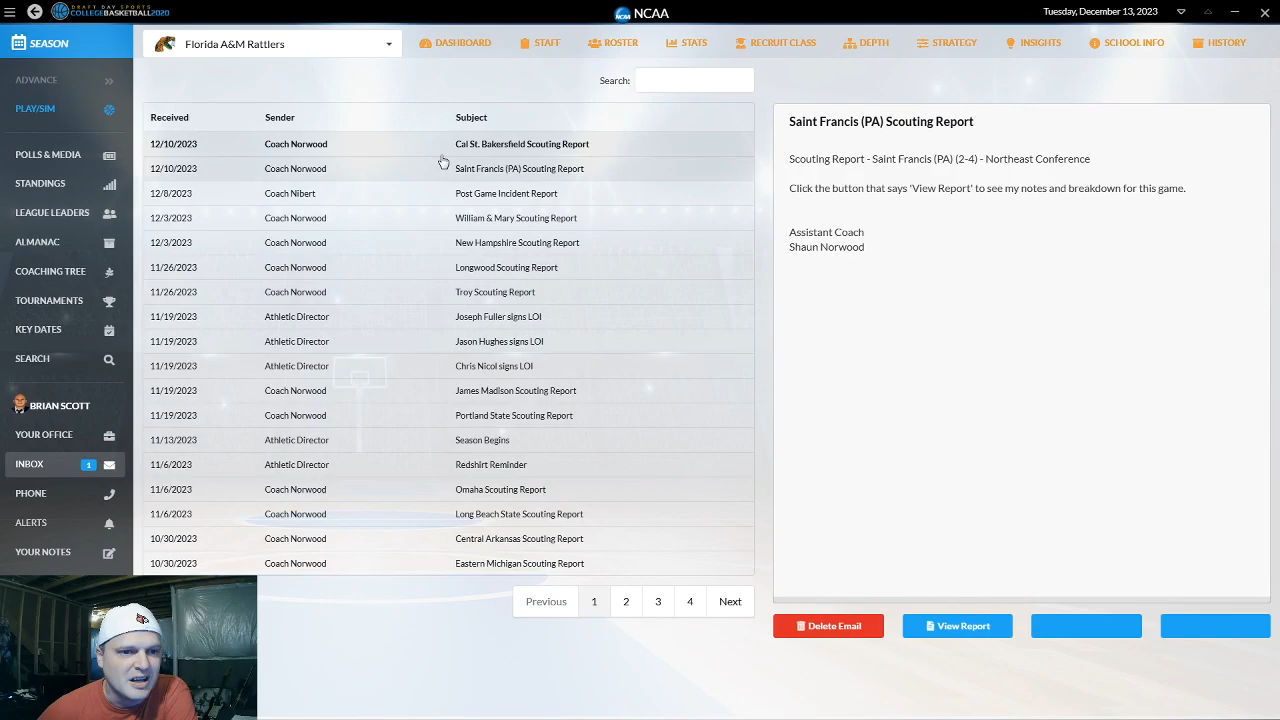 DRAFT DAY SPORTS
COLLEGE BASKETBALL 2020
NCAA
Tuesday, December 13, 2023
SEASON
Florida A&M Rattlers
DASHBOARD
STAFF
ROSTER
STATS
RECRUIT CLASS
DEPTH
STRATEGY
INSIGHTS
SCHOOL INFO
HISTORY
ADVANCE
PLAY/SIM
POLLS & MEDIA
STANDINGS
LEAGUE LEADERS
ALMANAC
COACHING TREE
TOURNAMENTS
KEY DATES
SEARCH
BRIAN SCOTT
YOUR OFFICE
INBOX 1
PHONE
ALERTS
YOUR NOTES
Search:
Received Sender Subject
12/10/2023 Coach Norwood Cal St. Bakersfield Scouting Report
12/10/2023 Coach Norwood Saint Francis (PA) Scouting Report
12/8/2023 Coach Nibert Post Game Incident Report
12/3/2023 Coach Norwood William & Mary Scouting Report
12/3/2023 Coach Norwood New Hampshire Scouting Report
11/26/2023 Coach Norwood Longwood Scouting Report
11/26/2023 Coach Norwood Troy Scouting Report
11/19/2023 Athletic Director Joseph Fuller signs LOI
11/19/2023 Athletic Director Jason Hughes signs LOI
11/19/2023 Athletic Director Chris Nicol signs LOI
11/19/2023 Coach Norwood James Madison Scouting Report
11/19/2023 Coach Norwood Portland State Scouting Report
11/13/2023 Athletic Director Season Begins
11/6/2023 Athletic Director Redshirt Reminder
11/6/2023 Coach Norwood Omaha Scouting Report
11/6/2023 Coach Norwood Long Beach State Scouting Report
10/30/2023 Coach Norwood Central Arkansas Scouting Report
10/30/2023 Coach Norwood Eastern Michigan Scouting Report
Previous 1 2 3 4 Next
Saint Francis (PA) Scouting Report
Scouting Report - Saint Francis (PA) (2-4) - Northeast Conference
Click the button that says 'View Report' to see my notes and breakdown for this game.
Assistant Coach
Shaun Norwood
Delete Email
View Report